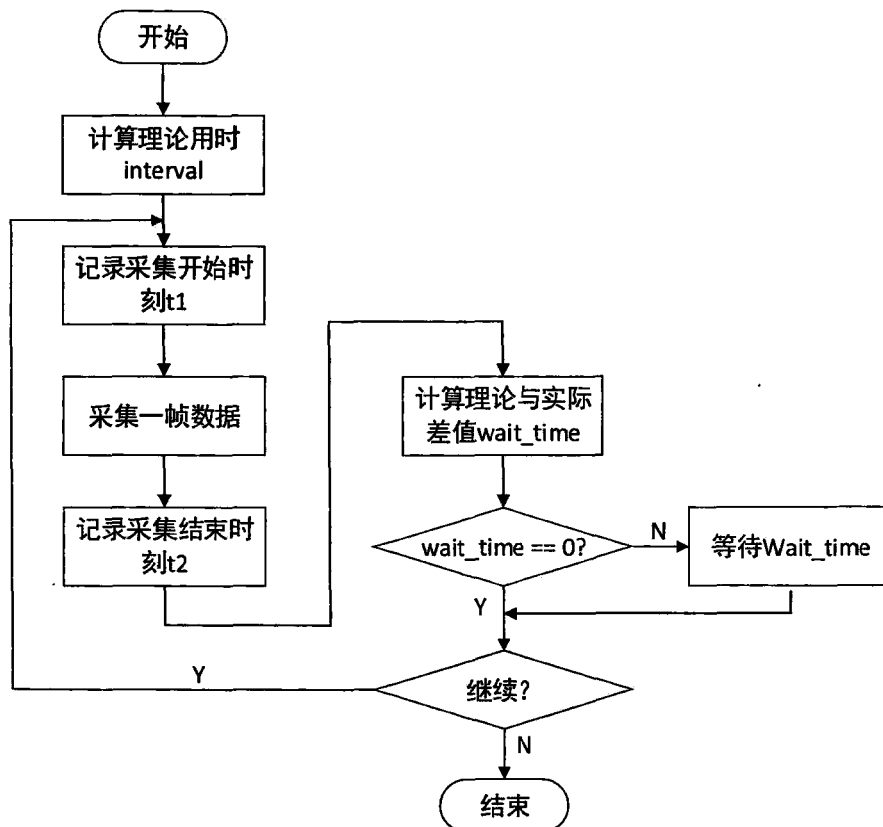 开始
计算理论用时
interval
记录采集开始时
刻t1
采集一帧数据
记录采集结束时
刻t2
计算理论与实际
差值wait_time
wait_time == 0?
N
等待Wait_time
Y
继续?
Y
N
结束